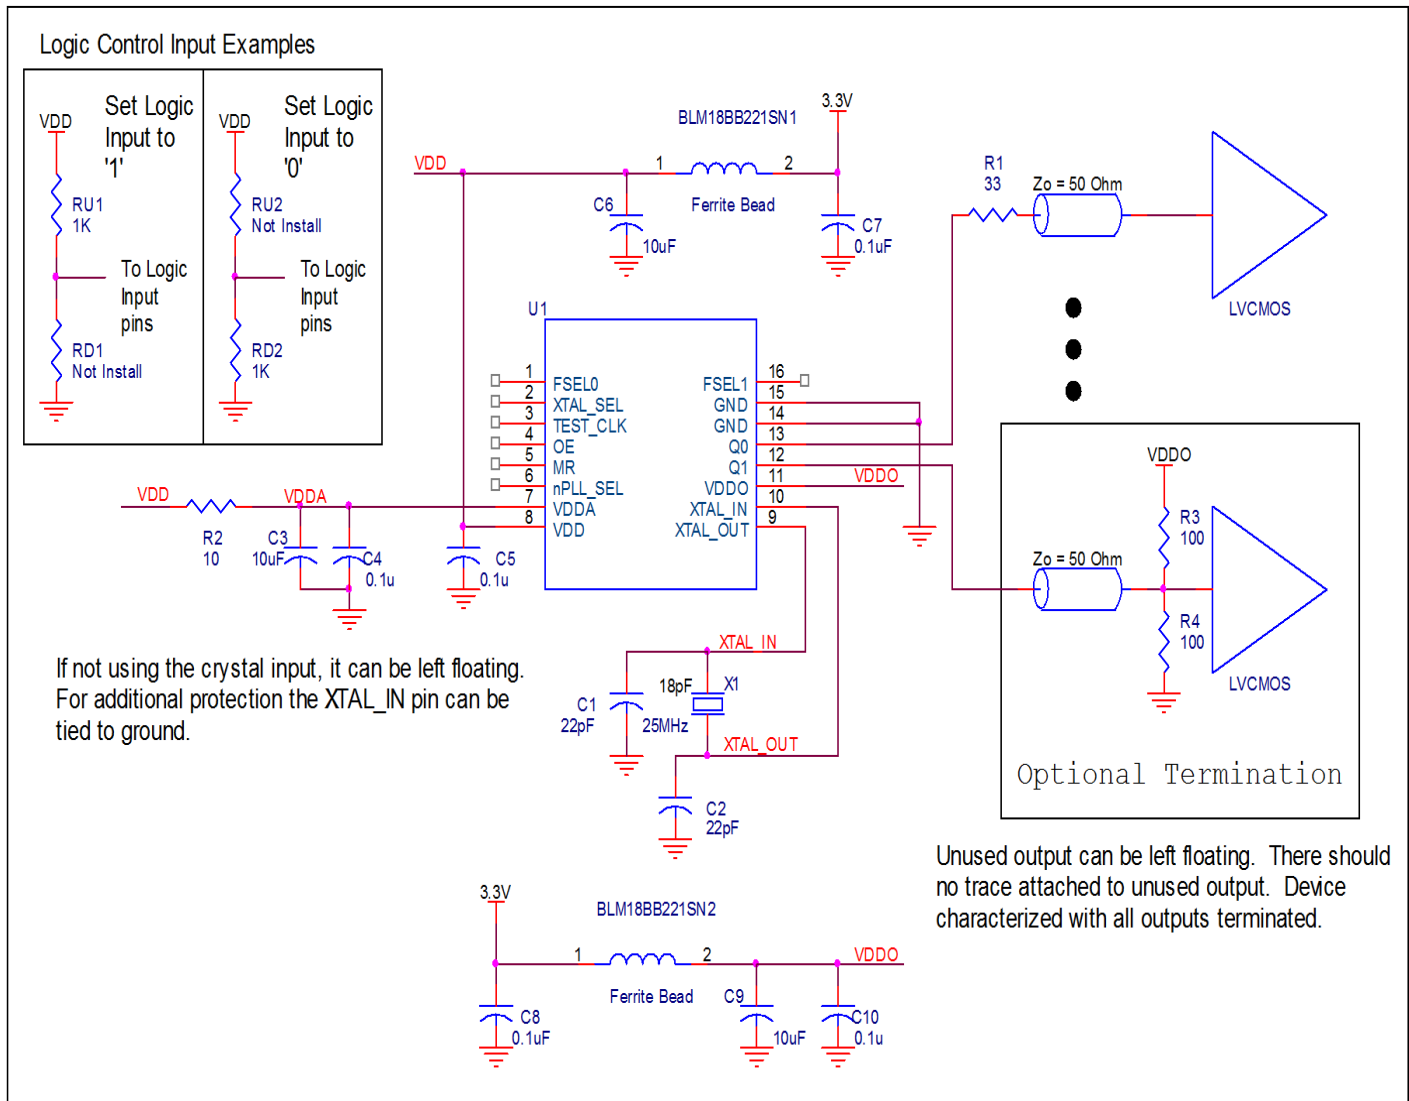 Logic Control Input Examples
VDD
Set Logic
Input to
'1'
RU1
1K
To Logic
Input
pins
RD1
Not Install
VDD
Set Logic
Input to
'0'
RU2
Not Install
To Logic
Input
pins
RD2
1K
VDD
BLM18BB221SN1
1
2
Ferrite Bead
3.3V
C6
10uF
C7
0.1uF
R1
33
Zo = 50 Ohm
LVCMOS
U1
1
FSEL0
2
XTAL_SEL
3
TEST_CLK
4
OE
5
MR
6
nPLL_SEL
7
VDDA
8
VDD
16
FSEL1
15
GND
14
GND
13
Q0
12
Q1
11
VDDO
VDDO
10
XTAL_IN
9
XTAL_OUT
VDD
R2
10
VDDA
C3
10uF
C4
0.1u
C5
0.1u
VDDO
R3
100
Zo = 50 Ohm
R4
100
LVCMOS
Optional Termination
If not using the crystal input, it can be left floating.
For additional protection the XTAL_IN pin can be
tied to ground.
XTAL_IN
C1
22pF
18pF
X1
25MHz
XTAL_OUT
C2
22pF
Unused output can be left floating.  There should
no trace attached to unused output.  Device
characterized with all outputs terminated.
3.3V
BLM18BB221SN2
1
2
Ferrite Bead
VDDO
C8
0.1uF
C9
10uF
C10
0.1u